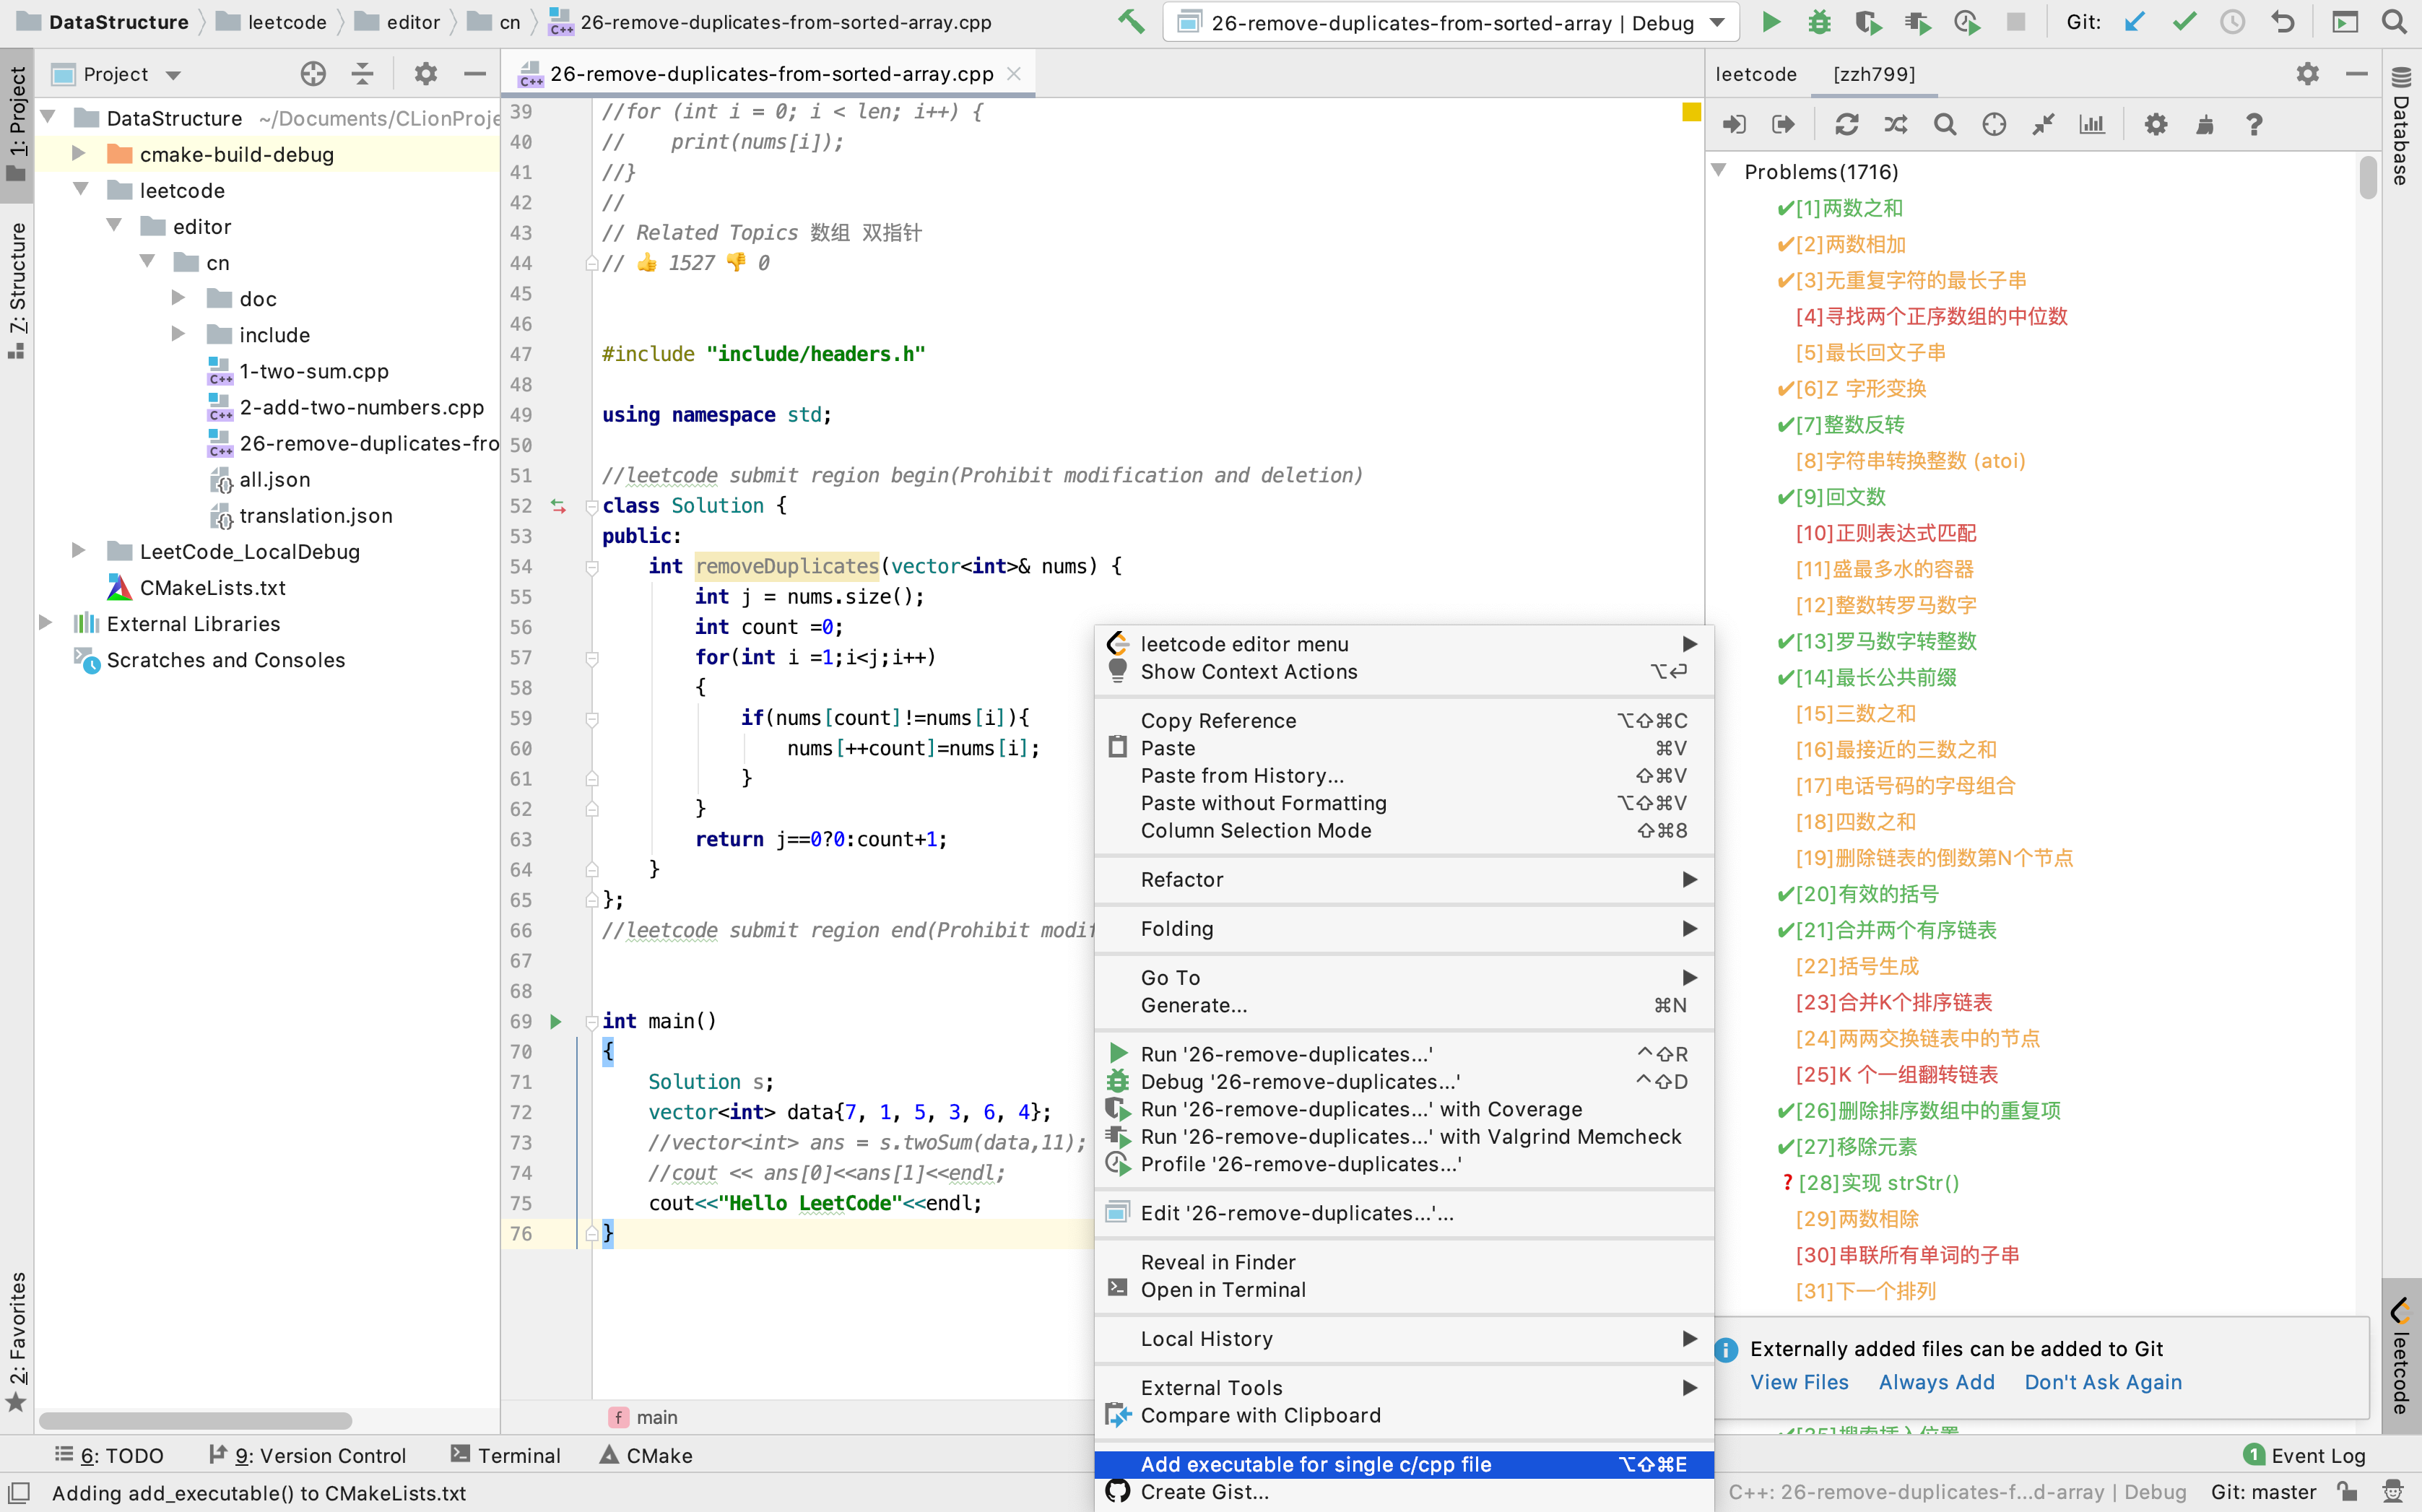 DataStructure leetcode editor cn 26-remove-duplicates-from-sorted-array.cpp 26-remove-duplicates-from-sorted-array | Debug Git:
1: Project
7: Structure
2: Favorites
Project
DataStructure ~/Documents/CLionProje
cmake-build-debug
leetcode
editor
cn
doc
include
1-two-sum.cpp
2-add-two-numbers.cpp
26-remove-duplicates-fro
all.json
translation.json
LeetCode_LocalDebug
CMakeLists.txt
External Libraries
Scratches and Consoles
26-remove-duplicates-from-sorted-array.cpp
39 //for (int i = 0; i < len; i++) {
40 //    print(nums[i]);
41 //}
42 //
43 // Related Topics 数组 双指针
44 // 👍 1527 👎 0
45
46
47 #include "include/headers.h"
48
49 using namespace std;
50
51 //leetcode submit region begin(Prohibit modification and deletion)
52 class Solution {
53 public:
54     int removeDuplicates(vector<int>& nums) {
55         int j = nums.size();
56         int count =0;
57         for(int i =1;i<j;i++)
58         {
59             if(nums[count]!=nums[i]){
60                 nums[++count]=nums[i];
61             }
62         }
63         return j==0?0:count+1;
64     }
65 };
66 //leetcode submit region end(Prohibit modif
67
68
69 int main()
70 {
71     Solution s;
72     vector<int> data{7, 1, 5, 3, 6, 4};
73     //vector<int> ans = s.twoSum(data,11);
74     //cout << ans[0]<<ans[1]<<endl;
75     cout<<"Hello LeetCode"<<endl;
76 }
f main
leetcode editor menu
Show Context Actions ⌥↩
Copy Reference ⌥⇧⌘C
Paste ⌘V
Paste from History... ⇧⌘V
Paste without Formatting ⌥⇧⌘V
Column Selection Mode ⇧⌘8
Refactor
Folding
Go To
Generate... ⌘N
Run '26-remove-duplicates...' ^⇧R
Debug '26-remove-duplicates...' ^⇧D
Run '26-remove-duplicates...' with Coverage
Run '26-remove-duplicates...' with Valgrind Memcheck
Profile '26-remove-duplicates...'
Edit '26-remove-duplicates...'...
Reveal in Finder
Open in Terminal
Local History
External Tools
Compare with Clipboard
Add executable for single c/cpp file ⌥⇧⌘E
Create Gist...
leetcode [zzh799]
Problems(1716)
✔[1]两数之和
✔[2]两数相加
✔[3]无重复字符的最长子串
[4]寻找两个正序数组的中位数
[5]最长回文子串
✔[6]Z 字形变换
✔[7]整数反转
[8]字符串转换整数 (atoi)
✔[9]回文数
[10]正则表达式匹配
[11]盛最多水的容器
[12]整数转罗马数字
✔[13]罗马数字转整数
✔[14]最长公共前缀
[15]三数之和
[16]最接近的三数之和
[17]电话号码的字母组合
[18]四数之和
[19]删除链表的倒数第N个节点
✔[20]有效的括号
✔[21]合并两个有序链表
[22]括号生成
[23]合并K个排序链表
[24]两两交换链表中的节点
[25]K 个一组翻转链表
✔[26]删除排序数组中的重复项
✔[27]移除元素
?[28]实现 strStr()
[29]两数相除
[30]串联所有单词的子串
[31]下一个排列
Externally added files can be added to Git
View Files Always Add Don't Ask Again
Database
leetcode
6: TODO 9: Version Control Terminal CMake 1 Event Log
Adding add_executable() to CMakeLists.txt C++: 26-remove-duplicates-f...d-array | Debug Git: master